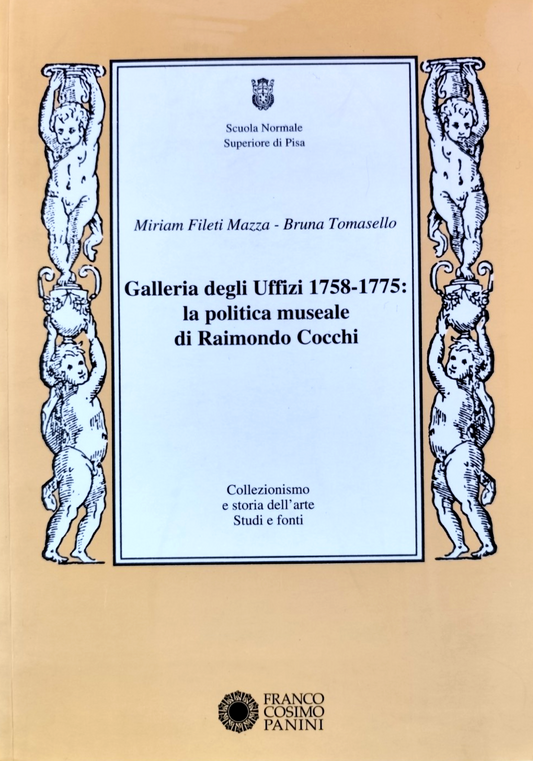 Scuola Normale
Superiore di Pisa
Miriam Fileti Mazza - Bruna Tomasello
Galleria degli Uffizi 1758-1775:
la politica museale
di Raimondo Cocchi
Collezionismo
e storia dell'arte
Studi e fonti
FRANCO
COSIMO
PANINI